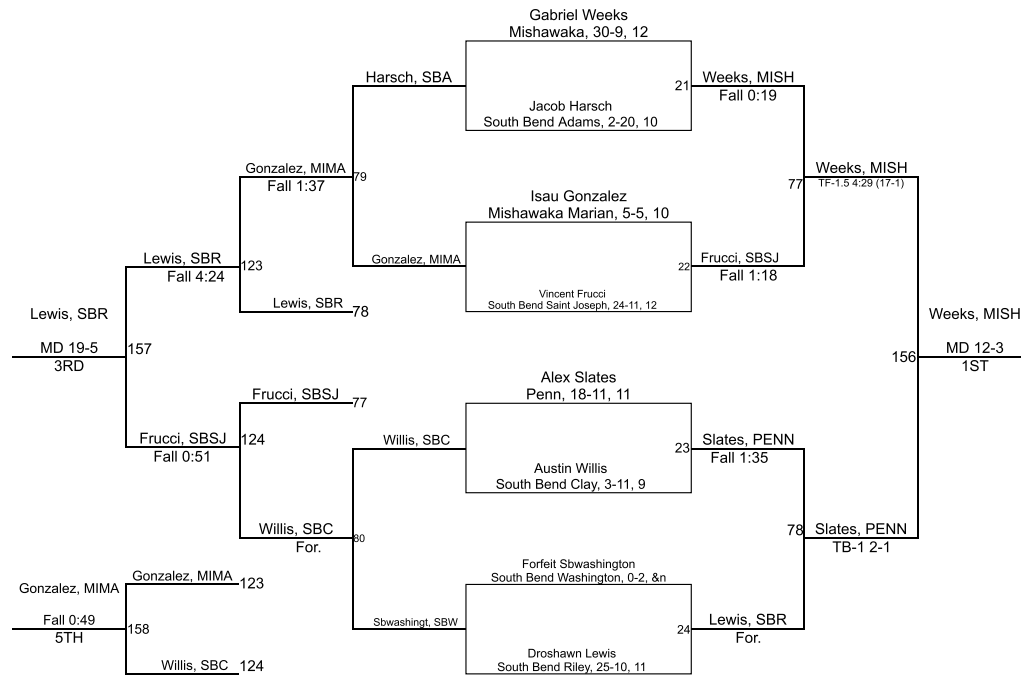 Gabriel Weeks
Mishawaka, 30-9, 12
Harsch, SBA
21
Weeks, MISH
Fall 0:19
Jacob Harsch
South Bend Adams, 2-20, 10
Gonzalez, MIMA
Fall 1:37
79
77
Weeks, MISH
TF-1.5 4:29 (17-1)
Isau Gonzalez
Mishawaka Marian, 5-5, 10
Lewis, SBR
Fall 4:24
123
Gonzalez, MIMA
22
Frucci, SBSJ
Fall 1:18
Vincent Frucci
South Bend Saint Joseph, 24-11, 12
Lewis, SBR
78
Lewis, SBR
MD 19-5
3RD
157
Weeks, MISH
156
MD 12-3
1ST
Alex Slates
Penn, 18-11, 11
Frucci, SBSJ
77
Frucci, SBSJ
Fall 0:51
124
Willis, SBC
23
Slates, PENN
Fall 1:35
Austin Willis
South Bend Clay, 3-11, 9
Willis, SBC
For.
80
78
Slates, PENN
TB-1 2-1
Forfeit Sbwashington
South Bend Washington, 0-2, &n
Gonzalez, MIMA
Gonzalez, MIMA
123
Fall 0:49
5TH
158
Sbwashingt, SBW
24
Lewis, SBR
For.
Droshawn Lewis
South Bend Riley, 25-10, 11
Willis, SBC
124